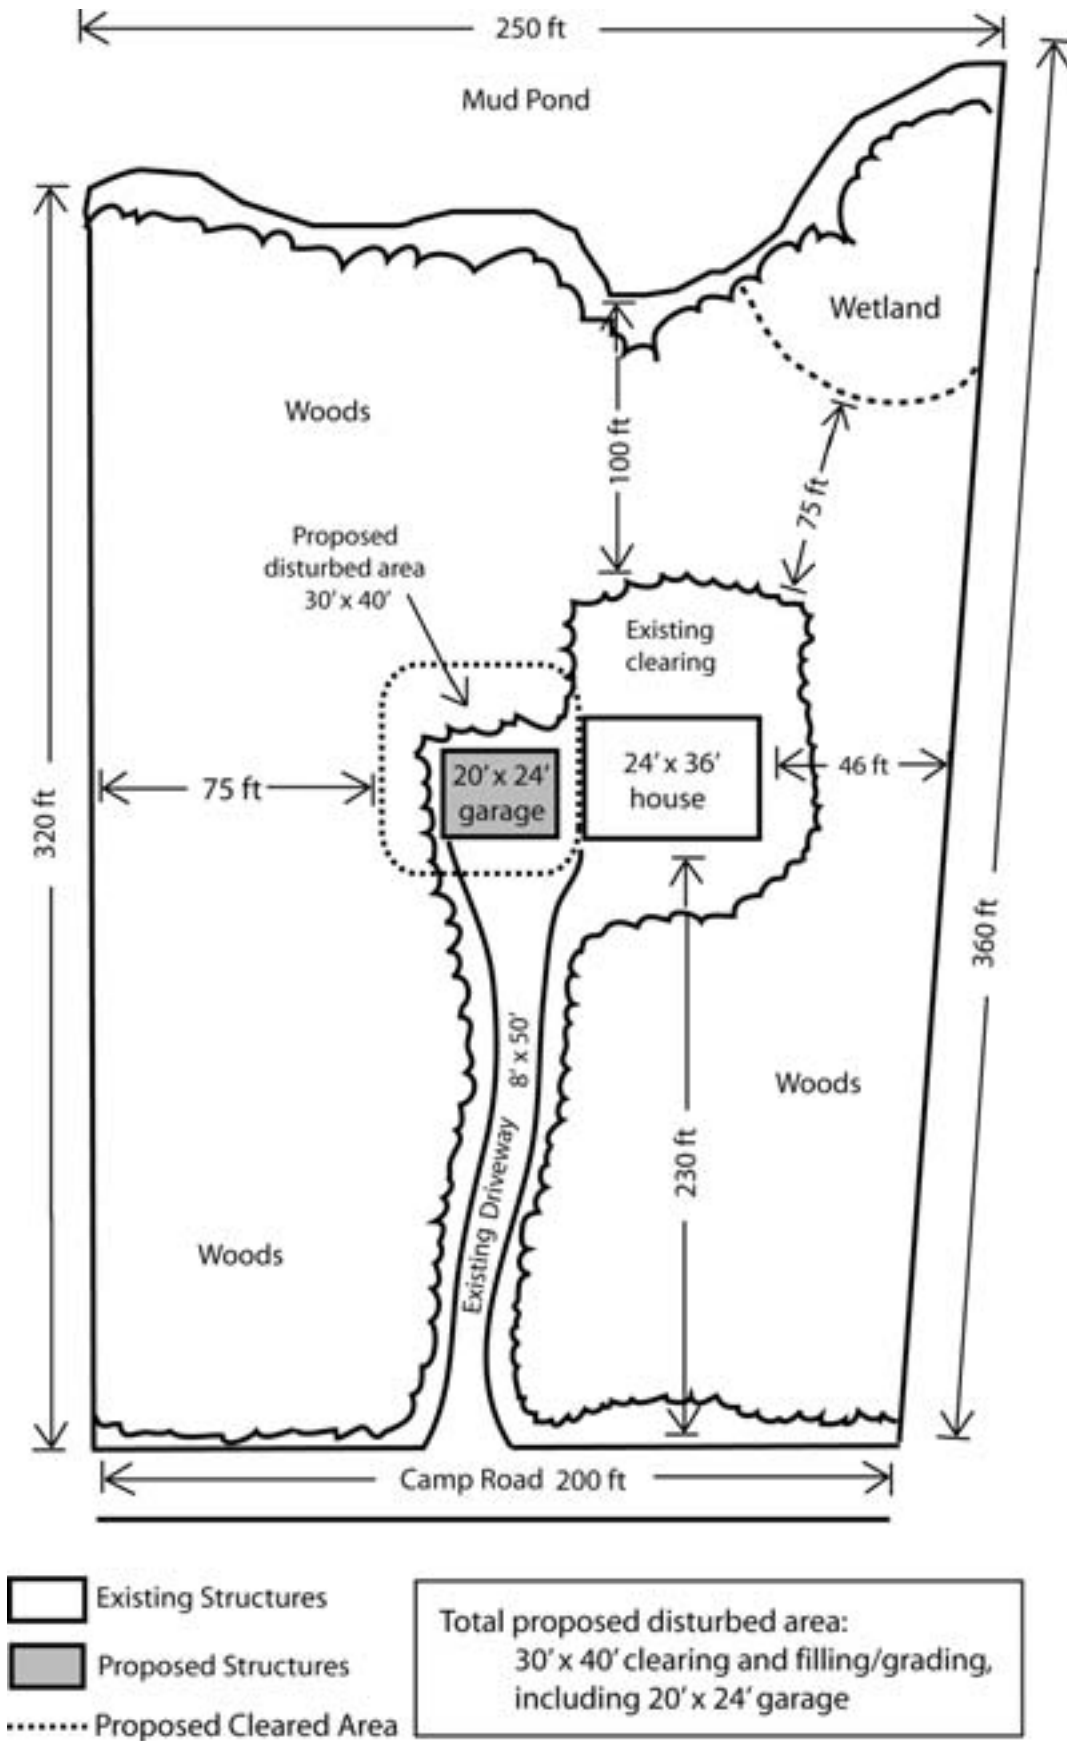 250 ft
Mud Pond
Wetland
Woods
100 ft
75 ft
Proposed
disturbed area
30’ x 40’
Existing
clearing
320 ft
75 ft
20’ x 24’
garage
24’ x 36’
house
46 ft
360 ft
8’ x 50’
Existing Driveway
Woods
230 ft
Woods
Camp Road 200 ft
Existing Structures
Proposed Structures
Proposed Cleared Area
Total proposed disturbed area:
30’ x 40’ clearing and filling/grading,
including 20’ x 24’ garage